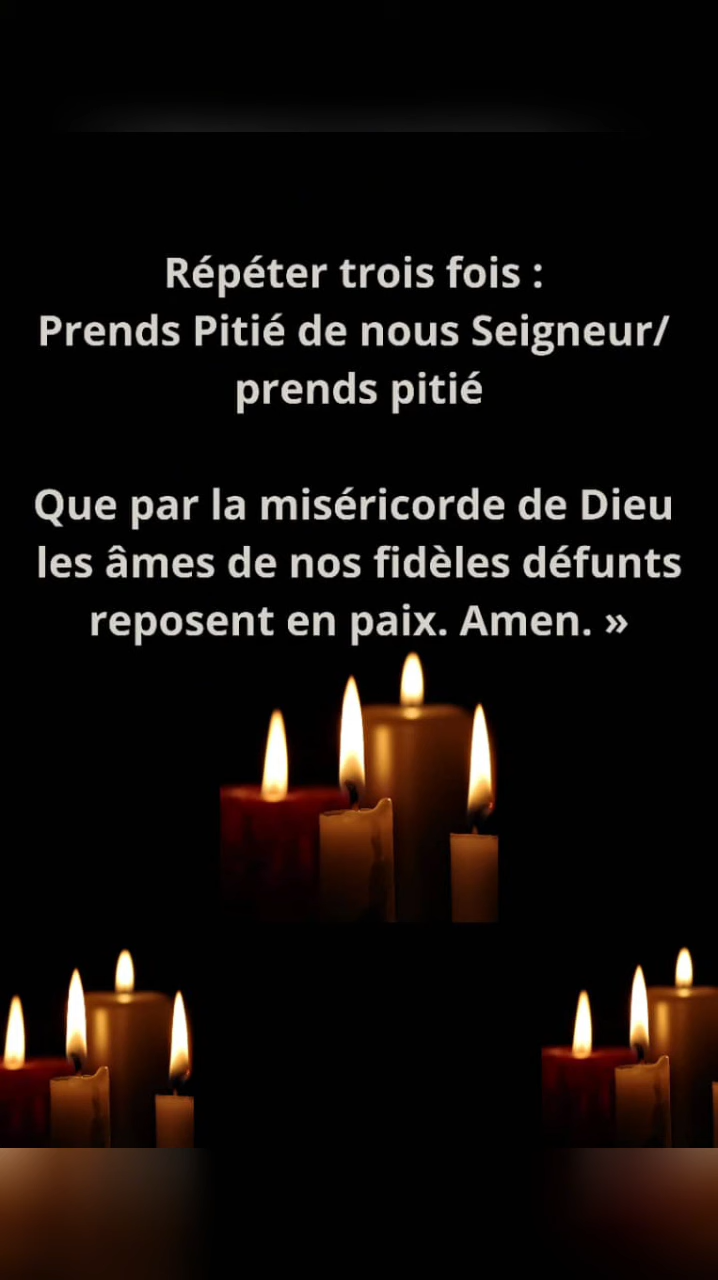 Répéter trois fois :
Prends Pitié de nous Seigneur/
prends pitié
Que par la miséricorde de Dieu
les âmes de nos fidèles défunts
reposent en paix. Amen. »